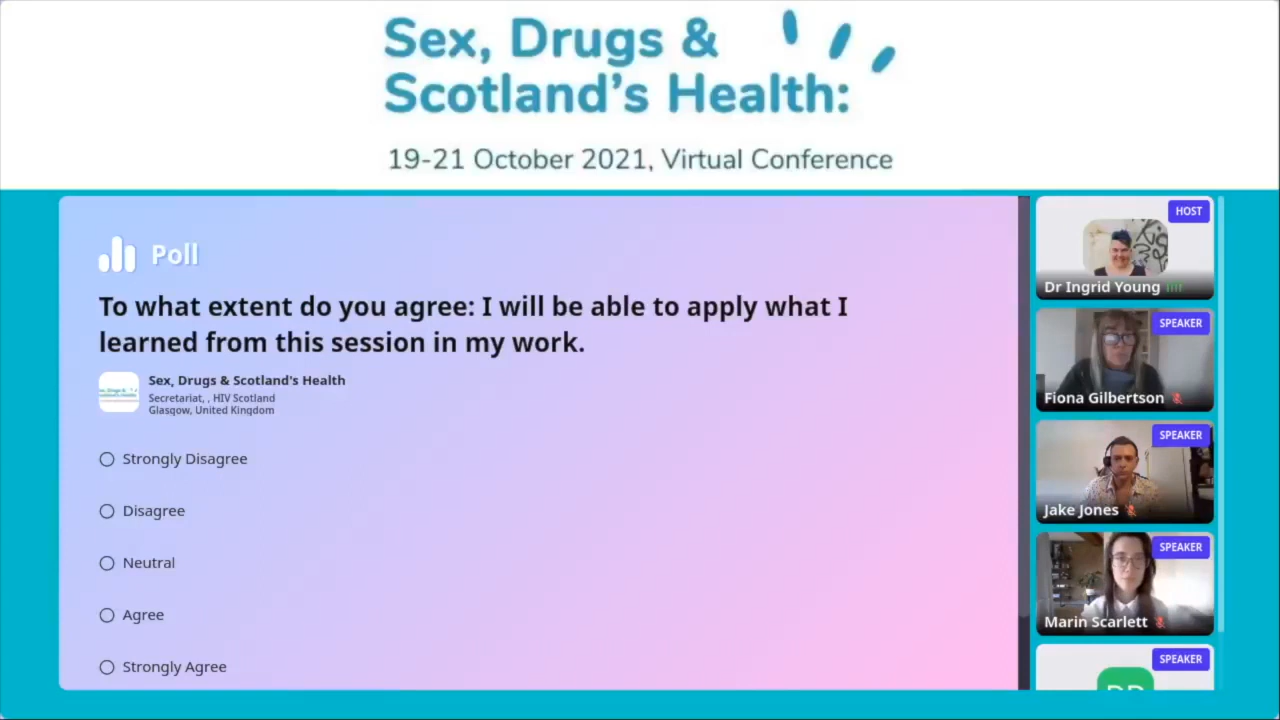 Sex, Drugs &
Scotland's Health:
19-21 October 2021, Virtual Conference
Poll
To what extent do you agree: I will be able to apply what I
learned from this session in my work.
Sex, Drugs & Scotland's Health
Secretariat, , HIV Scotland
Glasgow, United Kingdom
Strongly Disagree
Disagree
Neutral
Agree
Strongly Agree
HOST
Dr Ingrid Young
SPEAKER
Fiona Gilbertson
SPEAKER
Jake Jones
SPEAKER
Marin Scarlett
SPEAKER